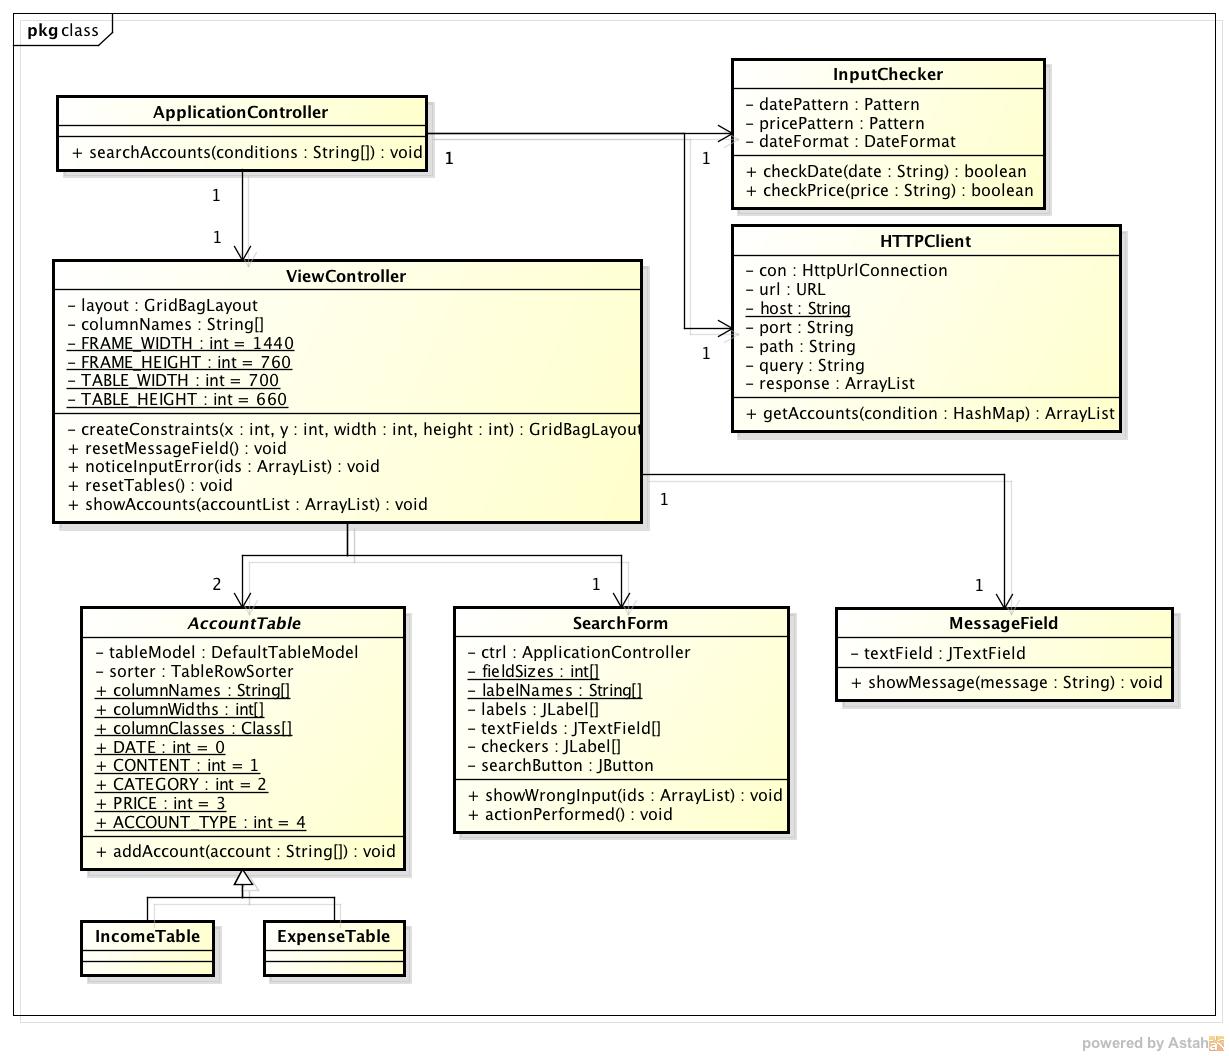 pkg class
ApplicationController
+ searchAccounts(conditions : String[]) : void
1
1
1
InputChecker
- datePattern : Pattern
- pricePattern : Pattern
- dateFormat : DateFormat
+ checkDate(date : String) : boolean
+ checkPrice(price : String) : boolean
1
1
HTTPClient
- con : HttpUrlConnection
- url : URL
- host : String
- port : String
- path : String
- query : String
- response : ArrayList
+ getAccounts(condition : HashMap) : ArrayList
1
ViewController
- layout : GridBagLayout
- columnNames : String[]
- FRAME_WIDTH : int = 1440
- FRAME_HEIGHT : int = 760
- TABLE_WIDTH : int = 700
- TABLE_HEIGHT : int = 660
- createConstraints(x : int, y : int, width : int, height : int) : GridBagLayout
+ resetMessageField() : void
+ noticeInputError(ids : ArrayList) : void
+ resetTables() : void
+ showAccounts(accountList : ArrayList) : void
2
1
1
AccountTable
- tableModel : DefaultTableModel
- sorter : TableRowSorter
+ columnNames : String[]
+ columnWidths : int[]
+ columnClasses : Class[]
+ DATE : int = 0
+ CONTENT : int = 1
+ CATEGORY : int = 2
+ PRICE : int = 3
+ ACCOUNT_TYPE : int = 4
+ addAccount(account : String[]) : void
SearchForm
- ctrl : ApplicationController
- fieldSizes : int[]
- labelNames : String[]
- labels : JLabel[]
- textFields : JTextField[]
- checkers : JLabel[]
- searchButton : JButton
+ showWrongInput(ids : ArrayList) : void
+ actionPerformed() : void
MessageField
- textField : JTextField
+ showMessage(message : String) : void
IncomeTable
ExpenseTable
powered by Astah